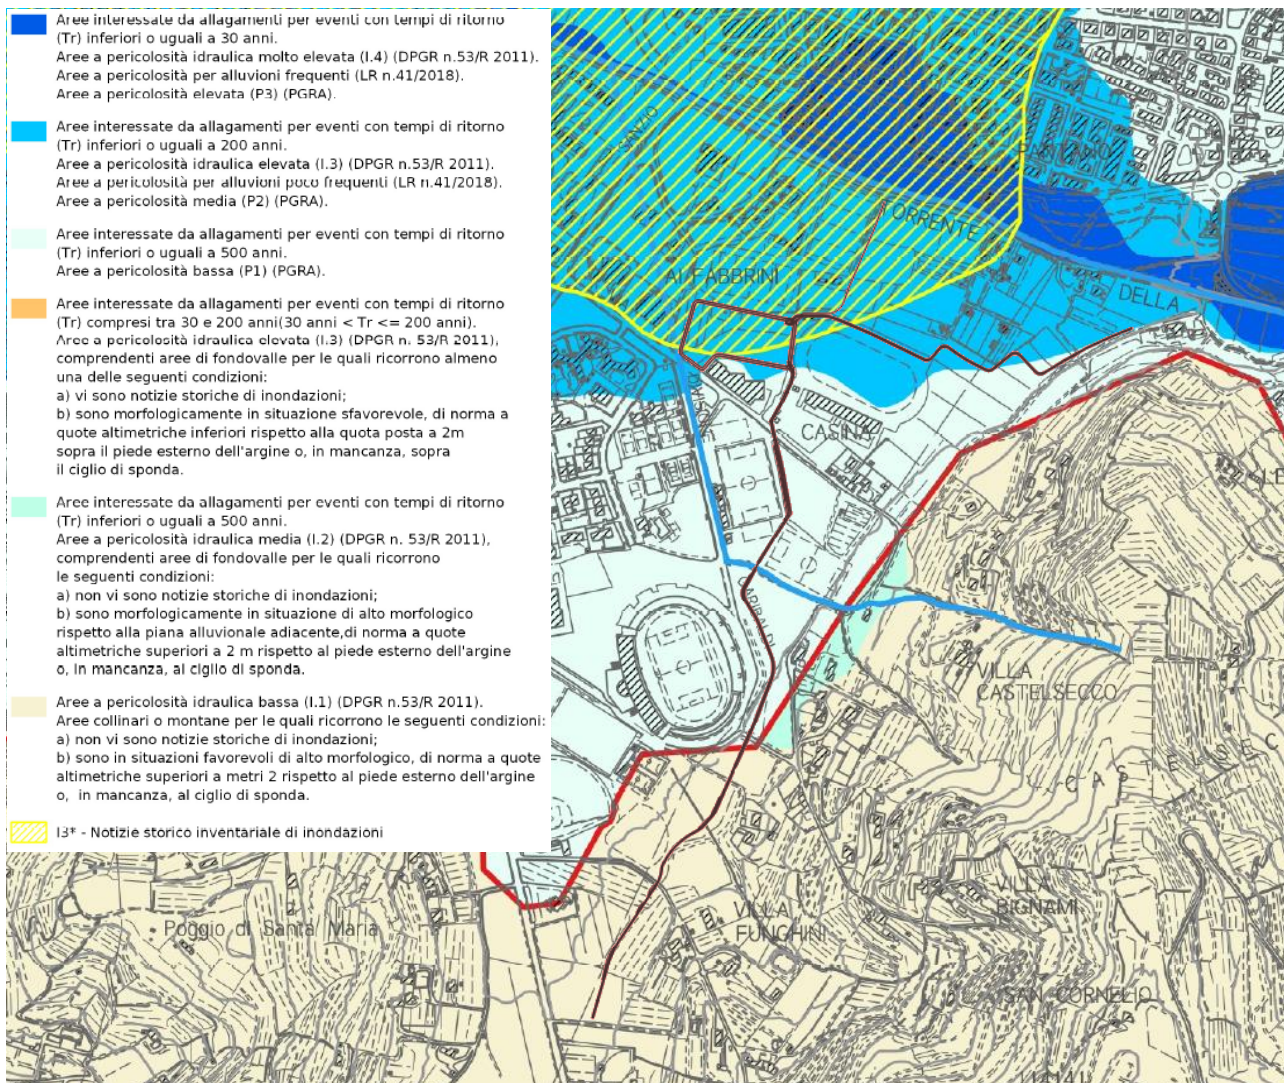 Aree interessate da allagamenti per eventi con tempi di ritorno
(Tr) inferiori o uguali a 30 anni.
Aree a pericolosità idraulica molto elevata (I.4) (DPGR n.53/R 2011).
Aree a pericolosità per alluvioni frequenti (LR n.41/2018).
Aree a pericolosità elevata (P3) (PGRA).
Aree interessate da allagamenti per eventi con tempi di ritorno
(Tr) inferiori o uguali a 200 anni.
Aree a pericolosità idraulica elevata (I.3) (DPGR n.53/R 2011).
Aree a pericolosità per alluvioni poco frequenti (LR n.41/2018).
Aree a pericolosità media (P2) (PGRA).
Aree interessate da allagamenti per eventi con tempi di ritorno
(Tr) inferiori o uguali a 500 anni.
Aree a pericolosità bassa (P1) (PGRA).
Aree interessate da allagamenti per eventi con tempi di ritorno
(Tr) compresi tra 30 e 200 anni(30 anni < Tr <= 200 anni).
Aree a pericolosità idraulica elevata (I.3) (DPGR n. 53/R 2011),
comprendenti aree di fondovalle per le quali ricorrono almeno
una delle seguenti condizioni:
a) vi sono notizie storiche di inondazioni;
b) sono morfologicamente in situazione sfavorevole, di norma a
quote altimetriche inferiori rispetto alla quota posta a 2m
sopra il piede esterno dell'argine o, in mancanza, sopra
il ciglio di sponda.
Aree interessate da allagamenti per eventi con tempi di ritorno
(Tr) inferiori o uguali a 500 anni.
Aree a pericolosità idraulica media (I.2) (DPGR n. 53/R 2011),
comprendenti aree di fondovalle per le quali ricorrono
le seguenti condizioni:
a) non vi sono notizie storiche di inondazioni;
b) sono morfologicamente in situazione di alto morfologico
rispetto alla piana alluvionale adiacente,di norma a quote
altimetriche superiori a 2 m rispetto al piede esterno dell'argine
o, in mancanza, al ciglio di sponda.
Aree a pericolosità idraulica bassa (I.1) (DPGR n.53/R 2011).
Aree collinari o montane per le quali ricorrono le seguenti condizioni:
a) non vi sono notizie storiche di inondazioni;
b) sono in situazioni favorevoli di alto morfologico, di norma a quote
altimetriche superiori a metri 2 rispetto al piede esterno dell'argine
o, in mancanza, al ciglio di sponda.
I3* - Notizie storico inventariale di inondazioni
SANZIO
TORRENTE
AI FABBRINI
DELLA
CASINA
GARIBALDI
VILLA
CASTELSECCO
VILLA
BIGNAMI
VILLA
FUNGHINI
Poggio di Santa Maria
SAN CORNELIO